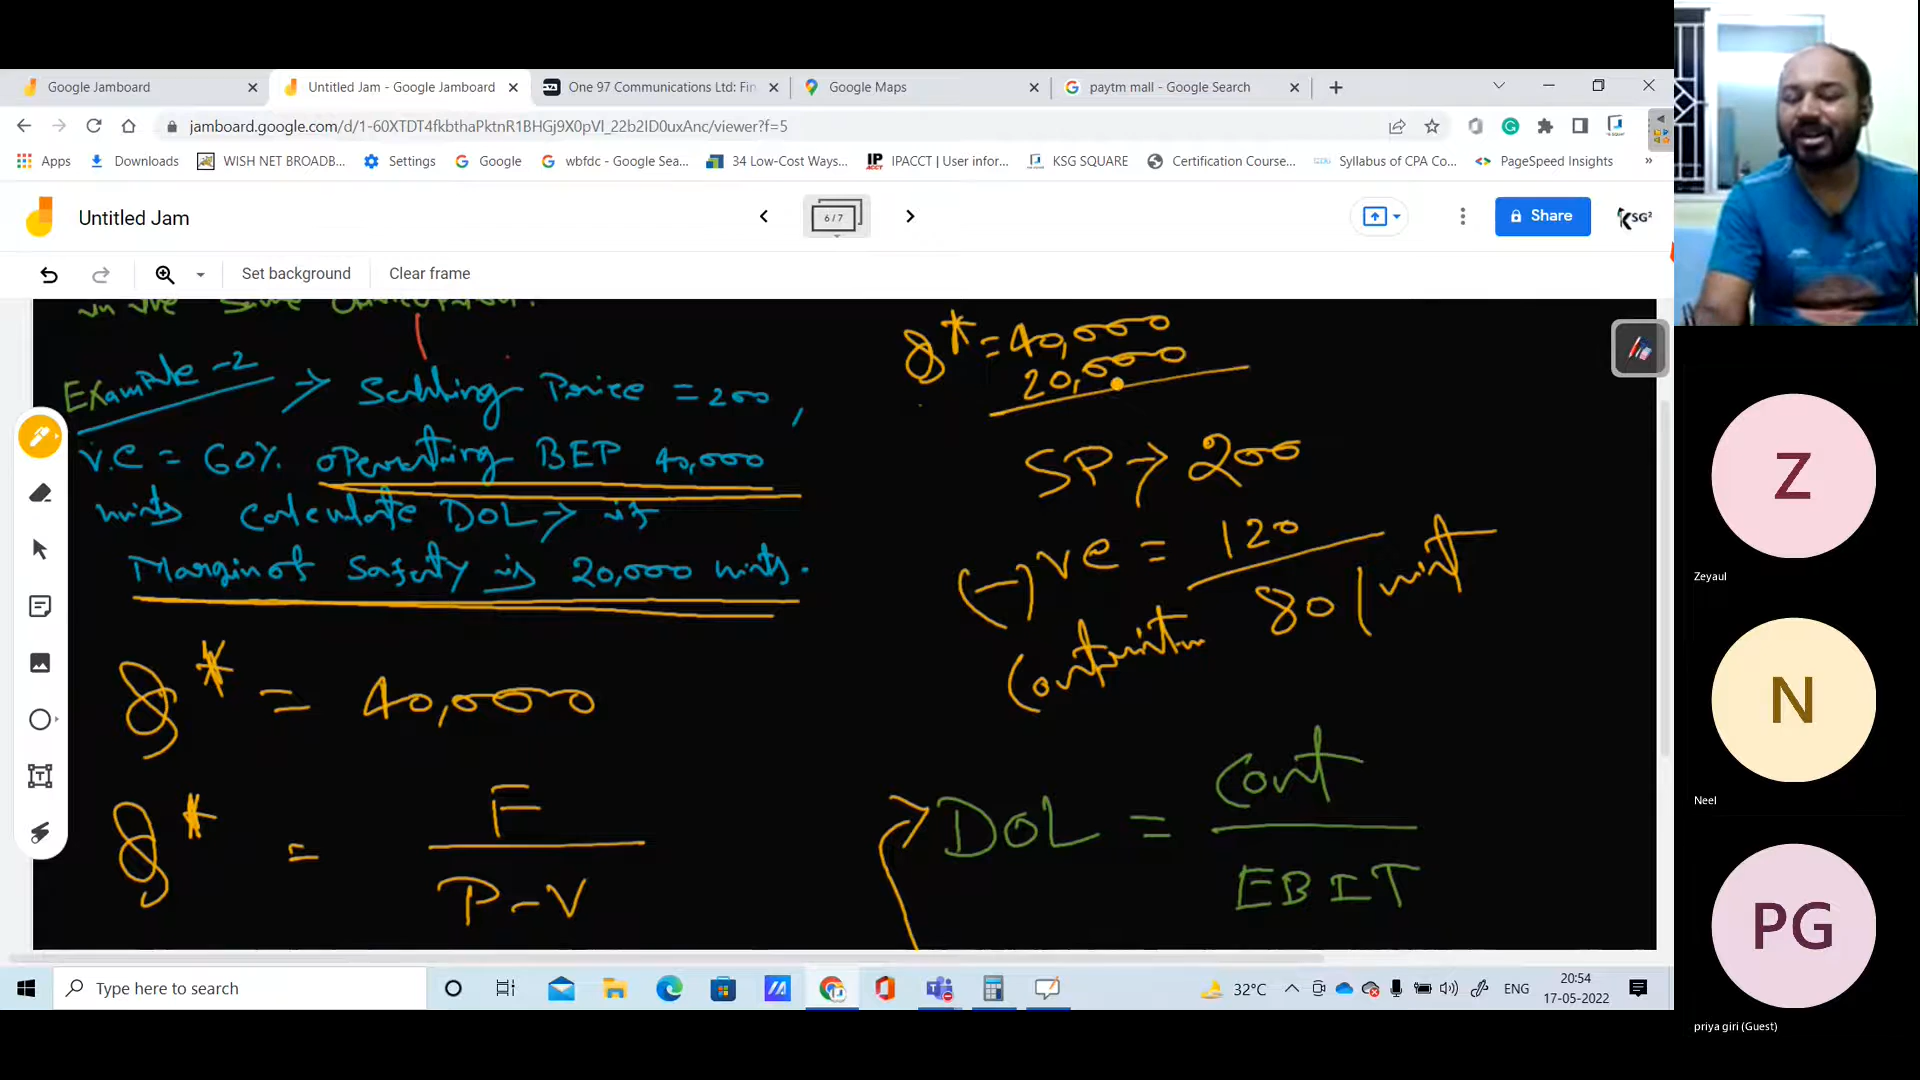 Google Jamboard
Untitled Jam - Google Jamboard
One 97 Communications Ltd: Fin
Google Maps
paytm mall - Google Search
jamboard.google.com/d/1-60XTDT4fkbthaPktnR1BHGj9X0pVI_22b2ID0uxAnc/viewer?f=5
Apps
Downloads
WISH NET BROADB...
Settings
Google
wbfdc - Google Sea...
34 Low-Cost Ways...
IPACCT | User infor...
KSG SQUARE
Certification Course...
Syllabus of CPA Co...
PageSpeed Insights
»
Untitled Jam
6 / 7
Share
KSG²
Set background
Clear frame
Example-2 → Selling Price = 200,
V.C = 60% operating BEP 40,000
units calculate DOL → if
Margin of Safety is 20,000 units.
Q* = 40,000
Q* = F
P-V
Q* = 40,000
20,000
SP → 200
(-) VC = 120
80/unit
DOL = Cont
EBIT
Z
Zeyaul
N
Neel
PG
priya giri (Guest)
Type here to search
32°C
ENG
20:54
17-05-2022